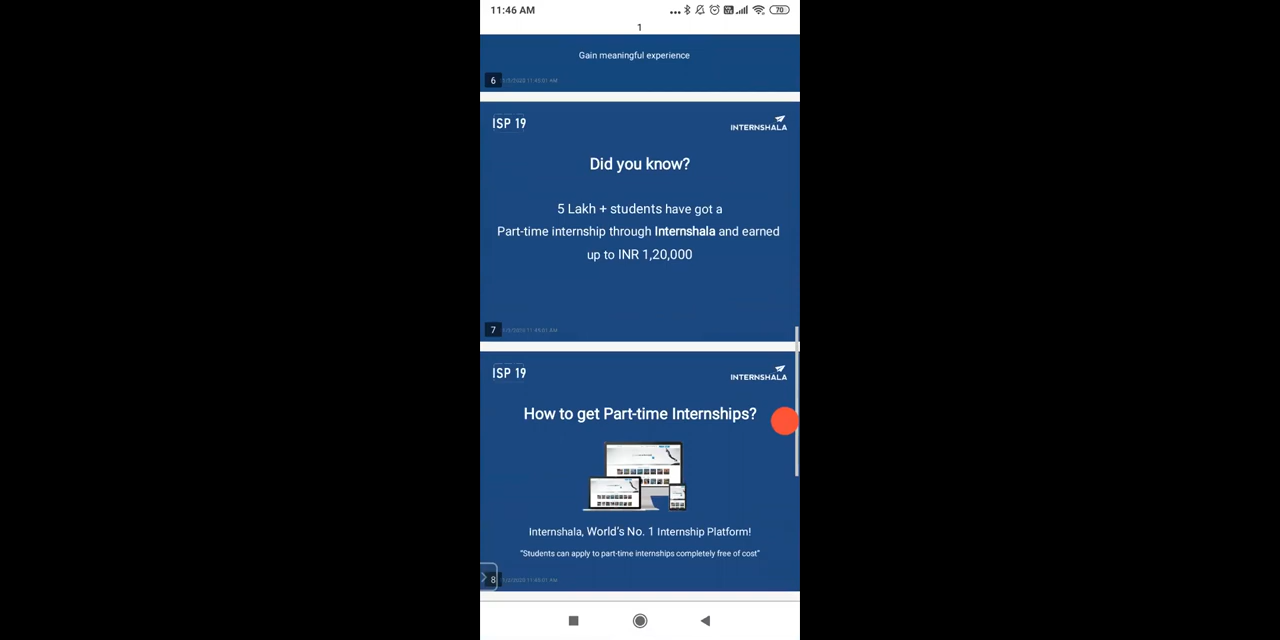 11:46 AM
70
1
Gain meaningful experience
6
ISP 19
INTERNSHALA
Did you know?
5 Lakh + students have got a
Part-time internship through Internshala and earned
up to INR 1,20,000
7
ISP 19
INTERNSHALA
How to get Part-time Internships?
Internshala, World's No. 1 Internship Platform!
“Students can apply to part-time internships completely free of cost”
8